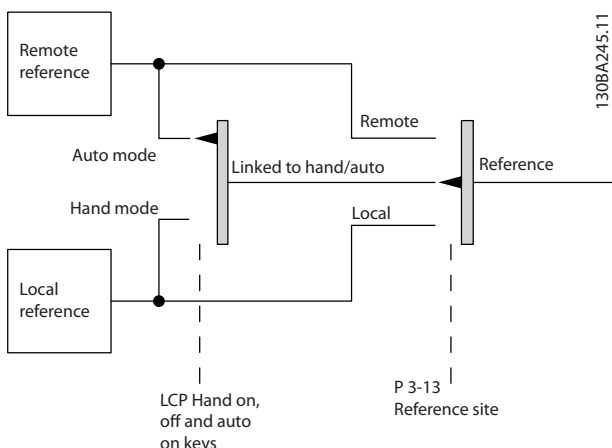 Remote
reference
130BA245.11
Remote
Auto mode
Linked to hand/auto
Reference
Hand mode
Local
Local
reference
LCP Hand on,
off and auto
on keys
P 3-13
Reference site